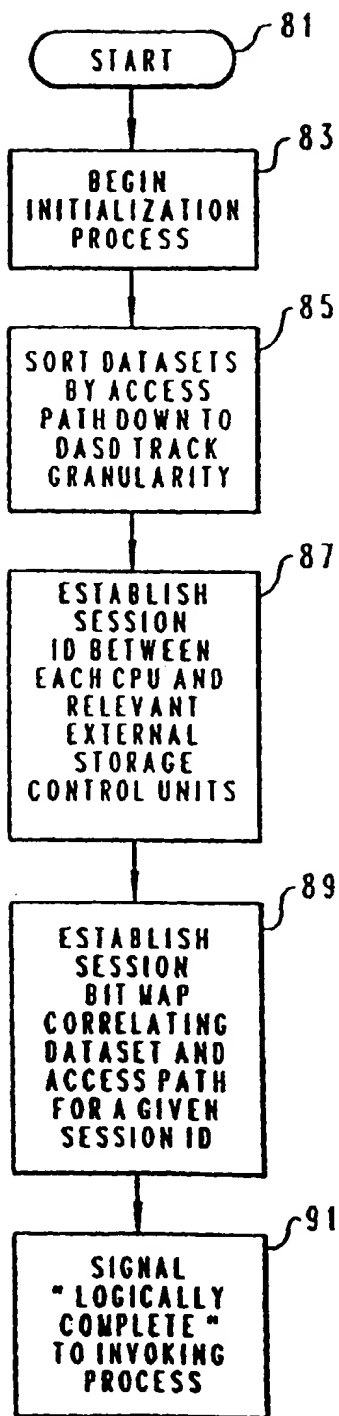 81
START
83
BEGIN
INITIALIZATION
PROCESS
85
SORT DATASETS
BY ACCESS
PATH DOWN TO
DASD TRACK
GRANULARITY
87
ESTABLISH
SESSION
ID BETWEEN
EACH CPU AND
RELEVANT
EXTERNAL
STORAGE
CONTROL UNITS
89
ESTABLISH
SESSION
BIT MAP
CORRELATING
DATASET AND
ACCESS PATH
FOR A GIVEN
SESSION ID
91
SIGNAL
"LOGICALLY
COMPLETE"
TO INVOKING
PROCESS